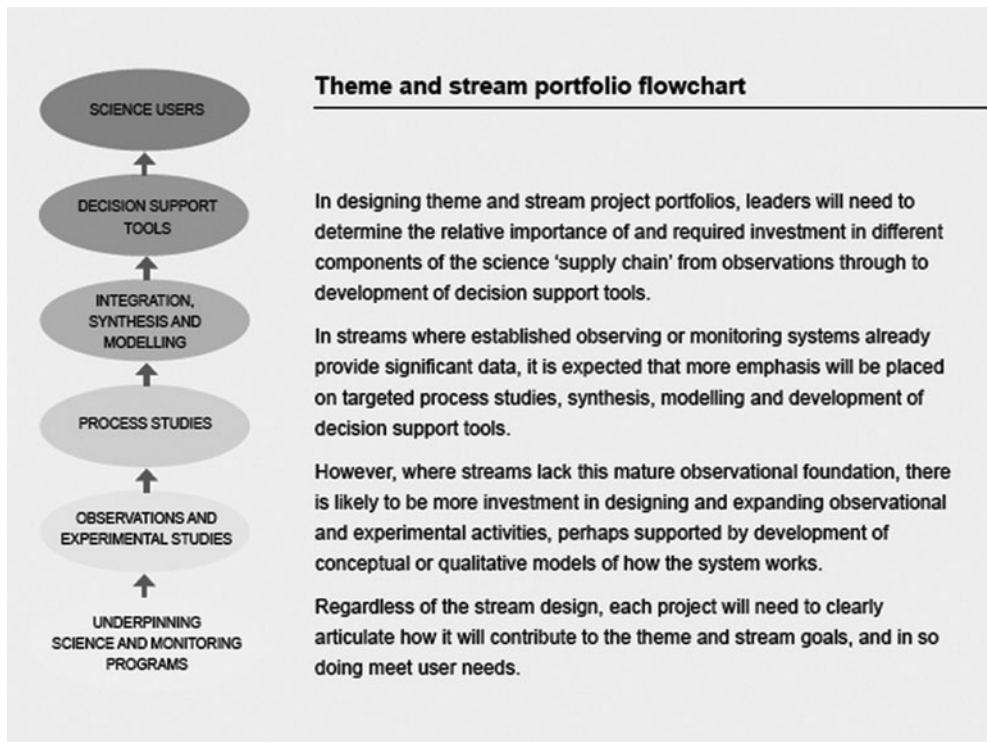 SCIENCE USERS
DECISION SUPPORT
TOOLS
INTEGRATION,
SYNTHESIS AND
MODELLING
PROCESS STUDIES
OBSERVATIONS AND
EXPERIMENTAL STUDIES
UNDERPINNING
SCIENCE AND MONITORING
PROGRAMS
Theme and stream portfolio flowchart
In designing theme and stream project portfolios, leaders will need to
determine the relative importance of and required investment in different
components of the science ‘supply chain’ from observations through to
development of decision support tools.
In streams where established observing or monitoring systems already
provide significant data, it is expected that more emphasis will be placed
on targeted process studies, synthesis, modelling and development of
decision support tools.
However, where streams lack this mature observational foundation, there
is likely to be more investment in designing and expanding observational
and experimental activities, perhaps supported by development of
conceptual or qualitative models of how the system works.
Regardless of the stream design, each project will need to clearly
articulate how it will contribute to the theme and stream goals, and in so
doing meet user needs.